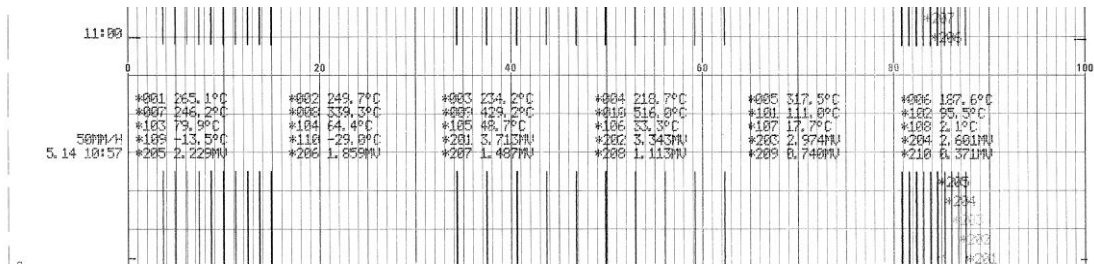 *207
11:00 *206
0 20 40 60 80 100
*001 265.1°C *002 249.7°C *003 234.2°C *004 218.7°C *005 317.5°C *006 187.6°C
*007 246.2°C *008 339.3°C *009 429.2°C *010 516.0°C *101 111.0°C *102 95.5°C
*103 79.9°C *104 64.4°C *105 48.7°C *106 33.3°C *107 17.7°C *108 2.1°C
50MM/H *109 -13.5°C *110 -29.0°C *201 3.713MV *202 3.343MV *203 2.974MV *204 2.601MV
5.14 10:57 *205 2.229MV *206 1.859MV *207 1.487MV *208 1.113MV *209 0.740MV *210 0.371MV
*205
*204
*203
*202
*201